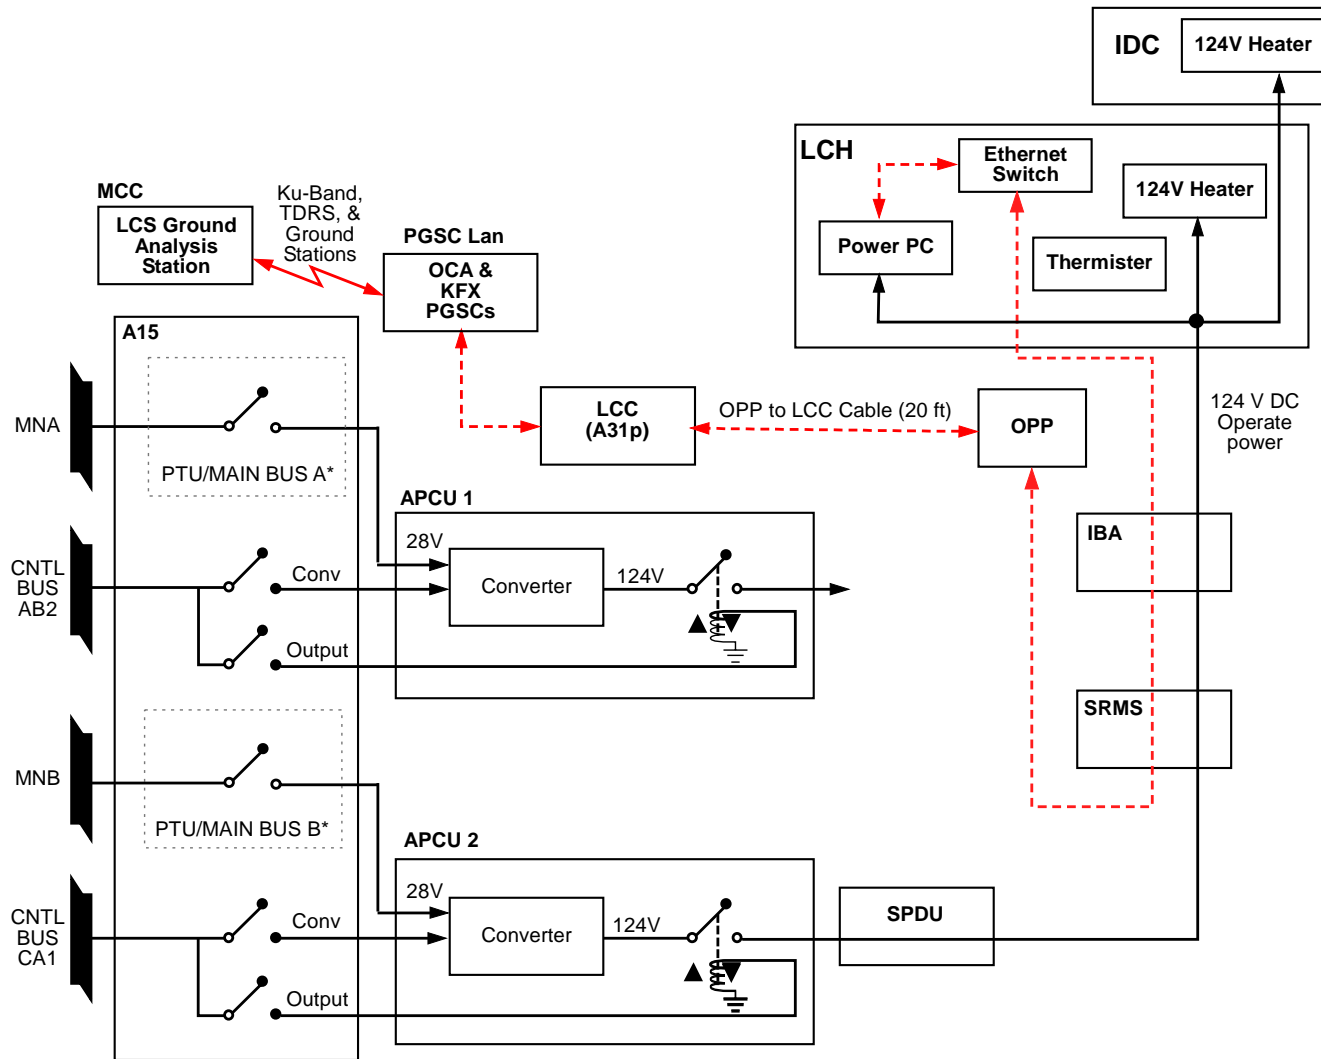 IDC
124V Heater
LCH
Ethernet
Switch
124V Heater
Power PC
Thermister
MCC
LCS Ground
Analysis
Station
Ku-Band,
TDRS, &
Ground
Stations
PGSC Lan
OCA &
KFX
PGSCs
A15
MNA
PTU/MAIN BUS A*
LCC
(A31p)
OPP to LCC Cable (20 ft)
OPP
124 V DC
Operate
power
APCU 1
28V
Converter
124V
CNTL
BUS
AB2
Conv
Output
IBA
SRMS
MNB
PTU/MAIN BUS B*
APCU 2
28V
Converter
124V
SPDU
CNTL
BUS
CA1
Conv
Output